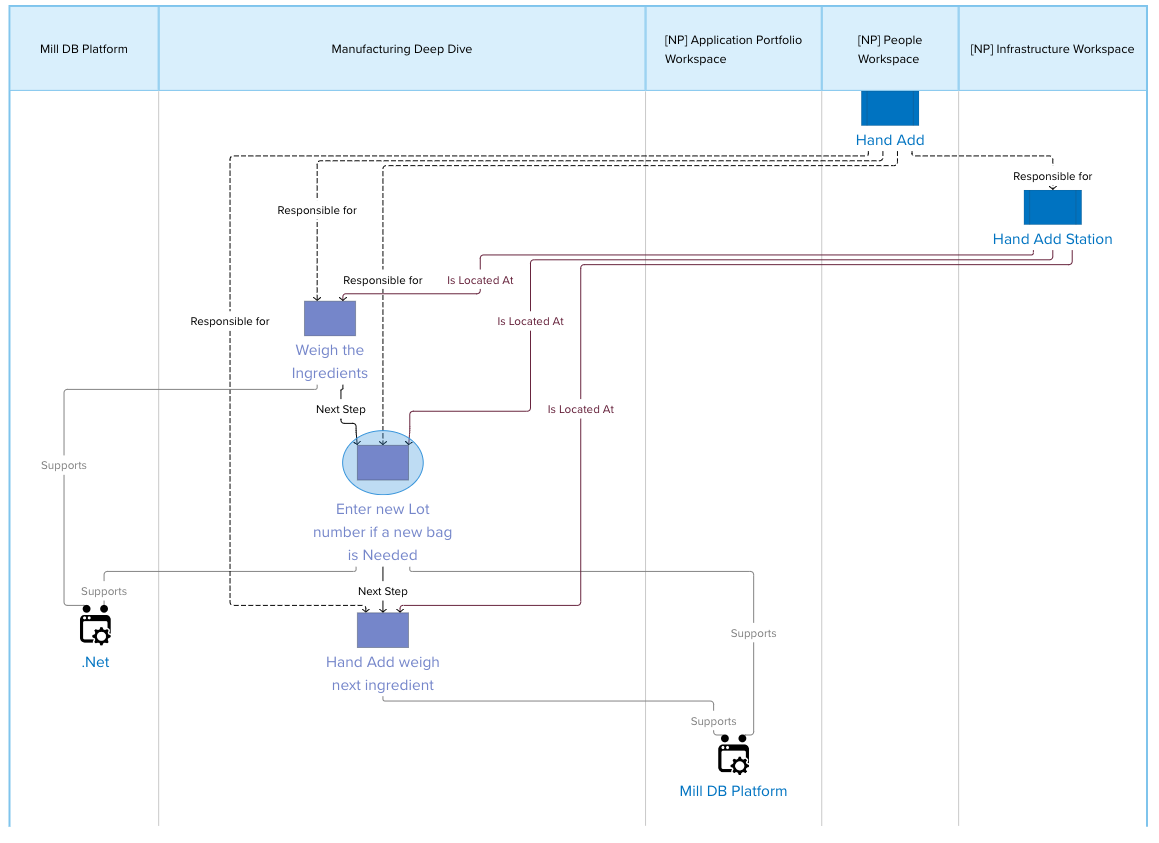 Mill DB Platform
Manufacturing Deep Dive
[NP] Application Portfolio
Workspace
[NP] People
Workspace
[NP] Infrastructure Workspace
Hand Add
Responsible for
Hand Add Station
Responsible for
Responsible for
Is Located At
Responsible for
Is Located At
Weigh the
Ingredients
Next Step
Is Located At
Supports
Enter new Lot
number if a new bag
is Needed
Supports
Next Step
Supports
.Net
Hand Add weigh
next ingredient
Supports
Mill DB Platform